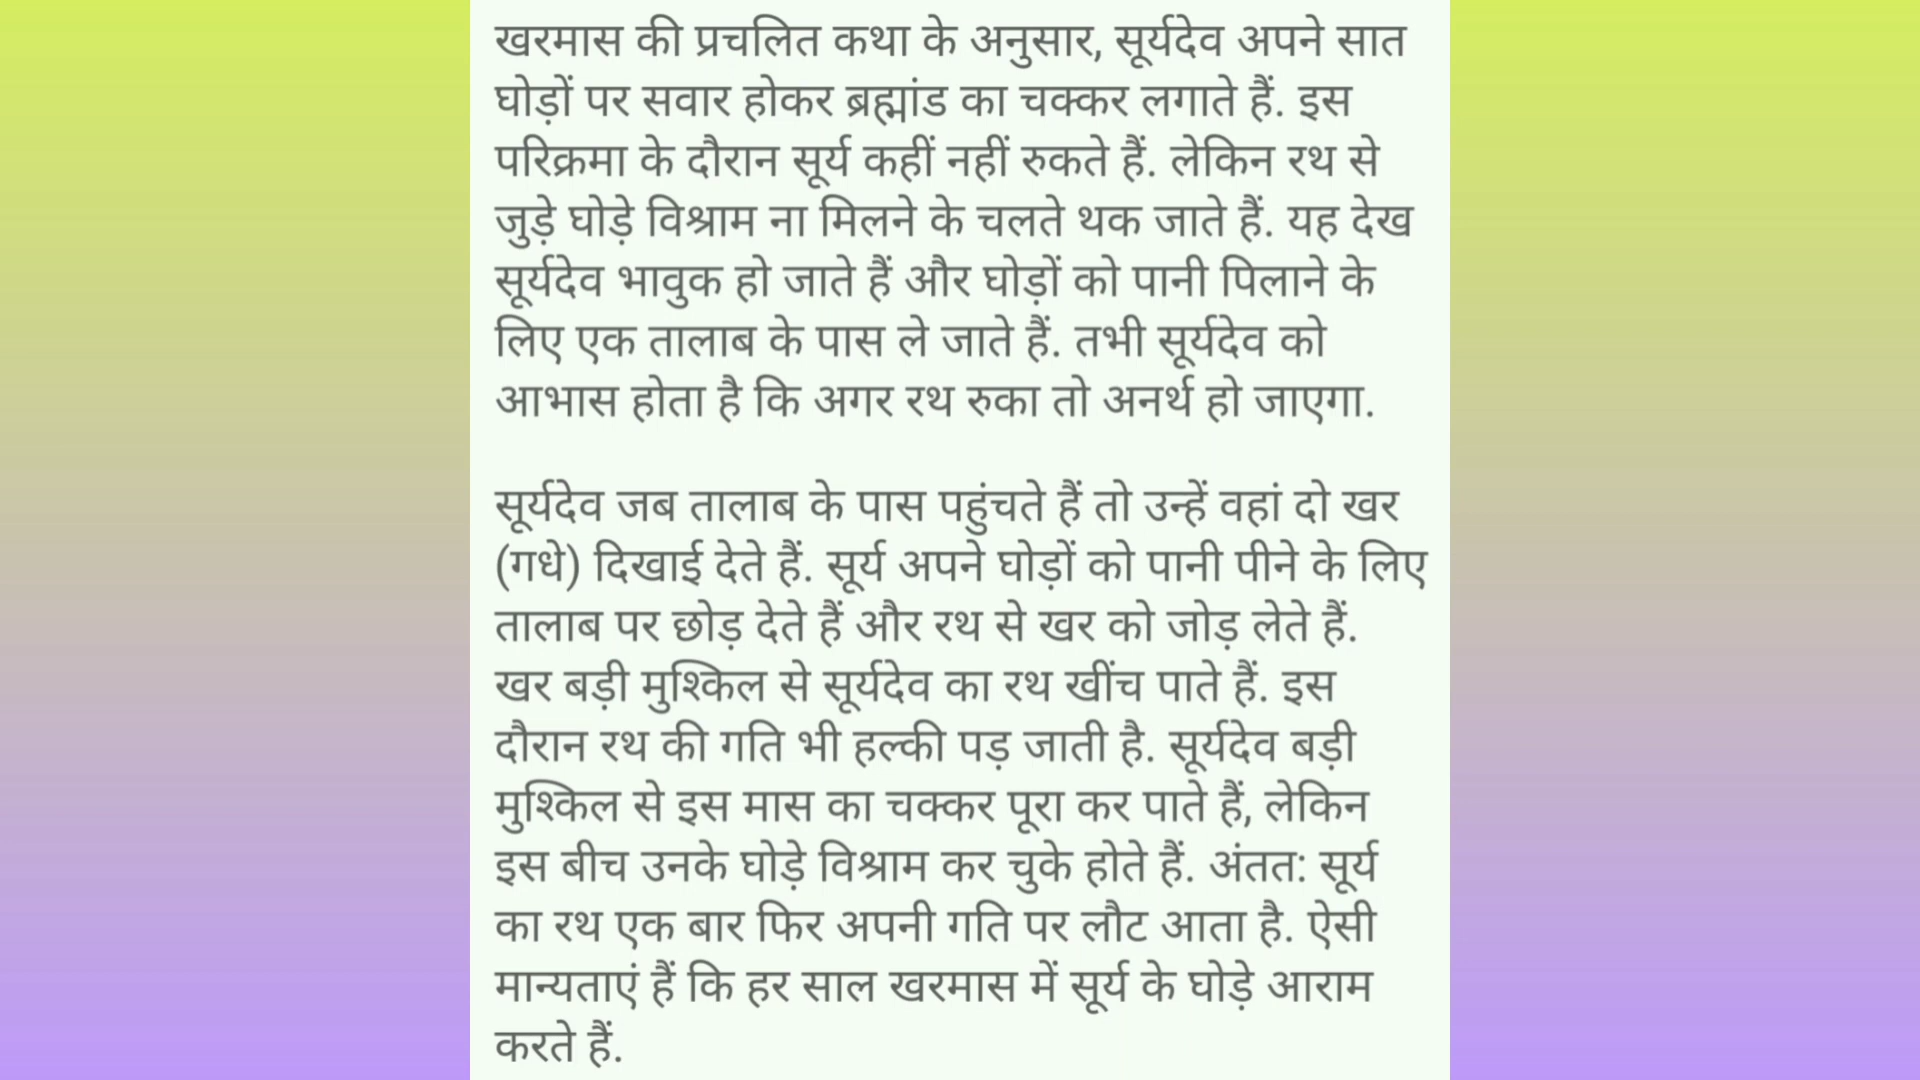 खरमास की प्रचलित कथा के अनुसार, सूर्यदेव अपने सात
घोड़ों पर सवार होकर ब्रह्मांड का चक्कर लगाते हैं. इस
परिक्रमा के दौरान सूर्य कहीं नहीं रुकते हैं. लेकिन रथ से
जुड़े घोड़े विश्राम ना मिलने के चलते थक जाते हैं. यह देख
सूर्यदेव भावुक हो जाते हैं और घोड़ों को पानी पिलाने के
लिए एक तालाब के पास ले जाते हैं. तभी सूर्यदेव को
आभास होता है कि अगर रथ रुका तो अनर्थ हो जाएगा.
सूर्यदेव जब तालाब के पास पहुंचते हैं तो उन्हें वहां दो खर
(गधे) दिखाई देते हैं. सूर्य अपने घोड़ों को पानी पीने के लिए
तालाब पर छोड़ देते हैं और रथ से खर को जोड़ लेते हैं.
खर बड़ी मुश्किल से सूर्यदेव का रथ खींच पाते हैं. इस
दौरान रथ की गति भी हल्की पड़ जाती है. सूर्यदेव बड़ी
मुश्किल से इस मास का चक्कर पूरा कर पाते हैं, लेकिन
इस बीच उनके घोड़े विश्राम कर चुके होते हैं. अंतत: सूर्य
का रथ एक बार फिर अपनी गति पर लौट आता है. ऐसी
मान्यताएं हैं कि हर साल खरमास में सूर्य के घोड़े आराम
करते हैं.